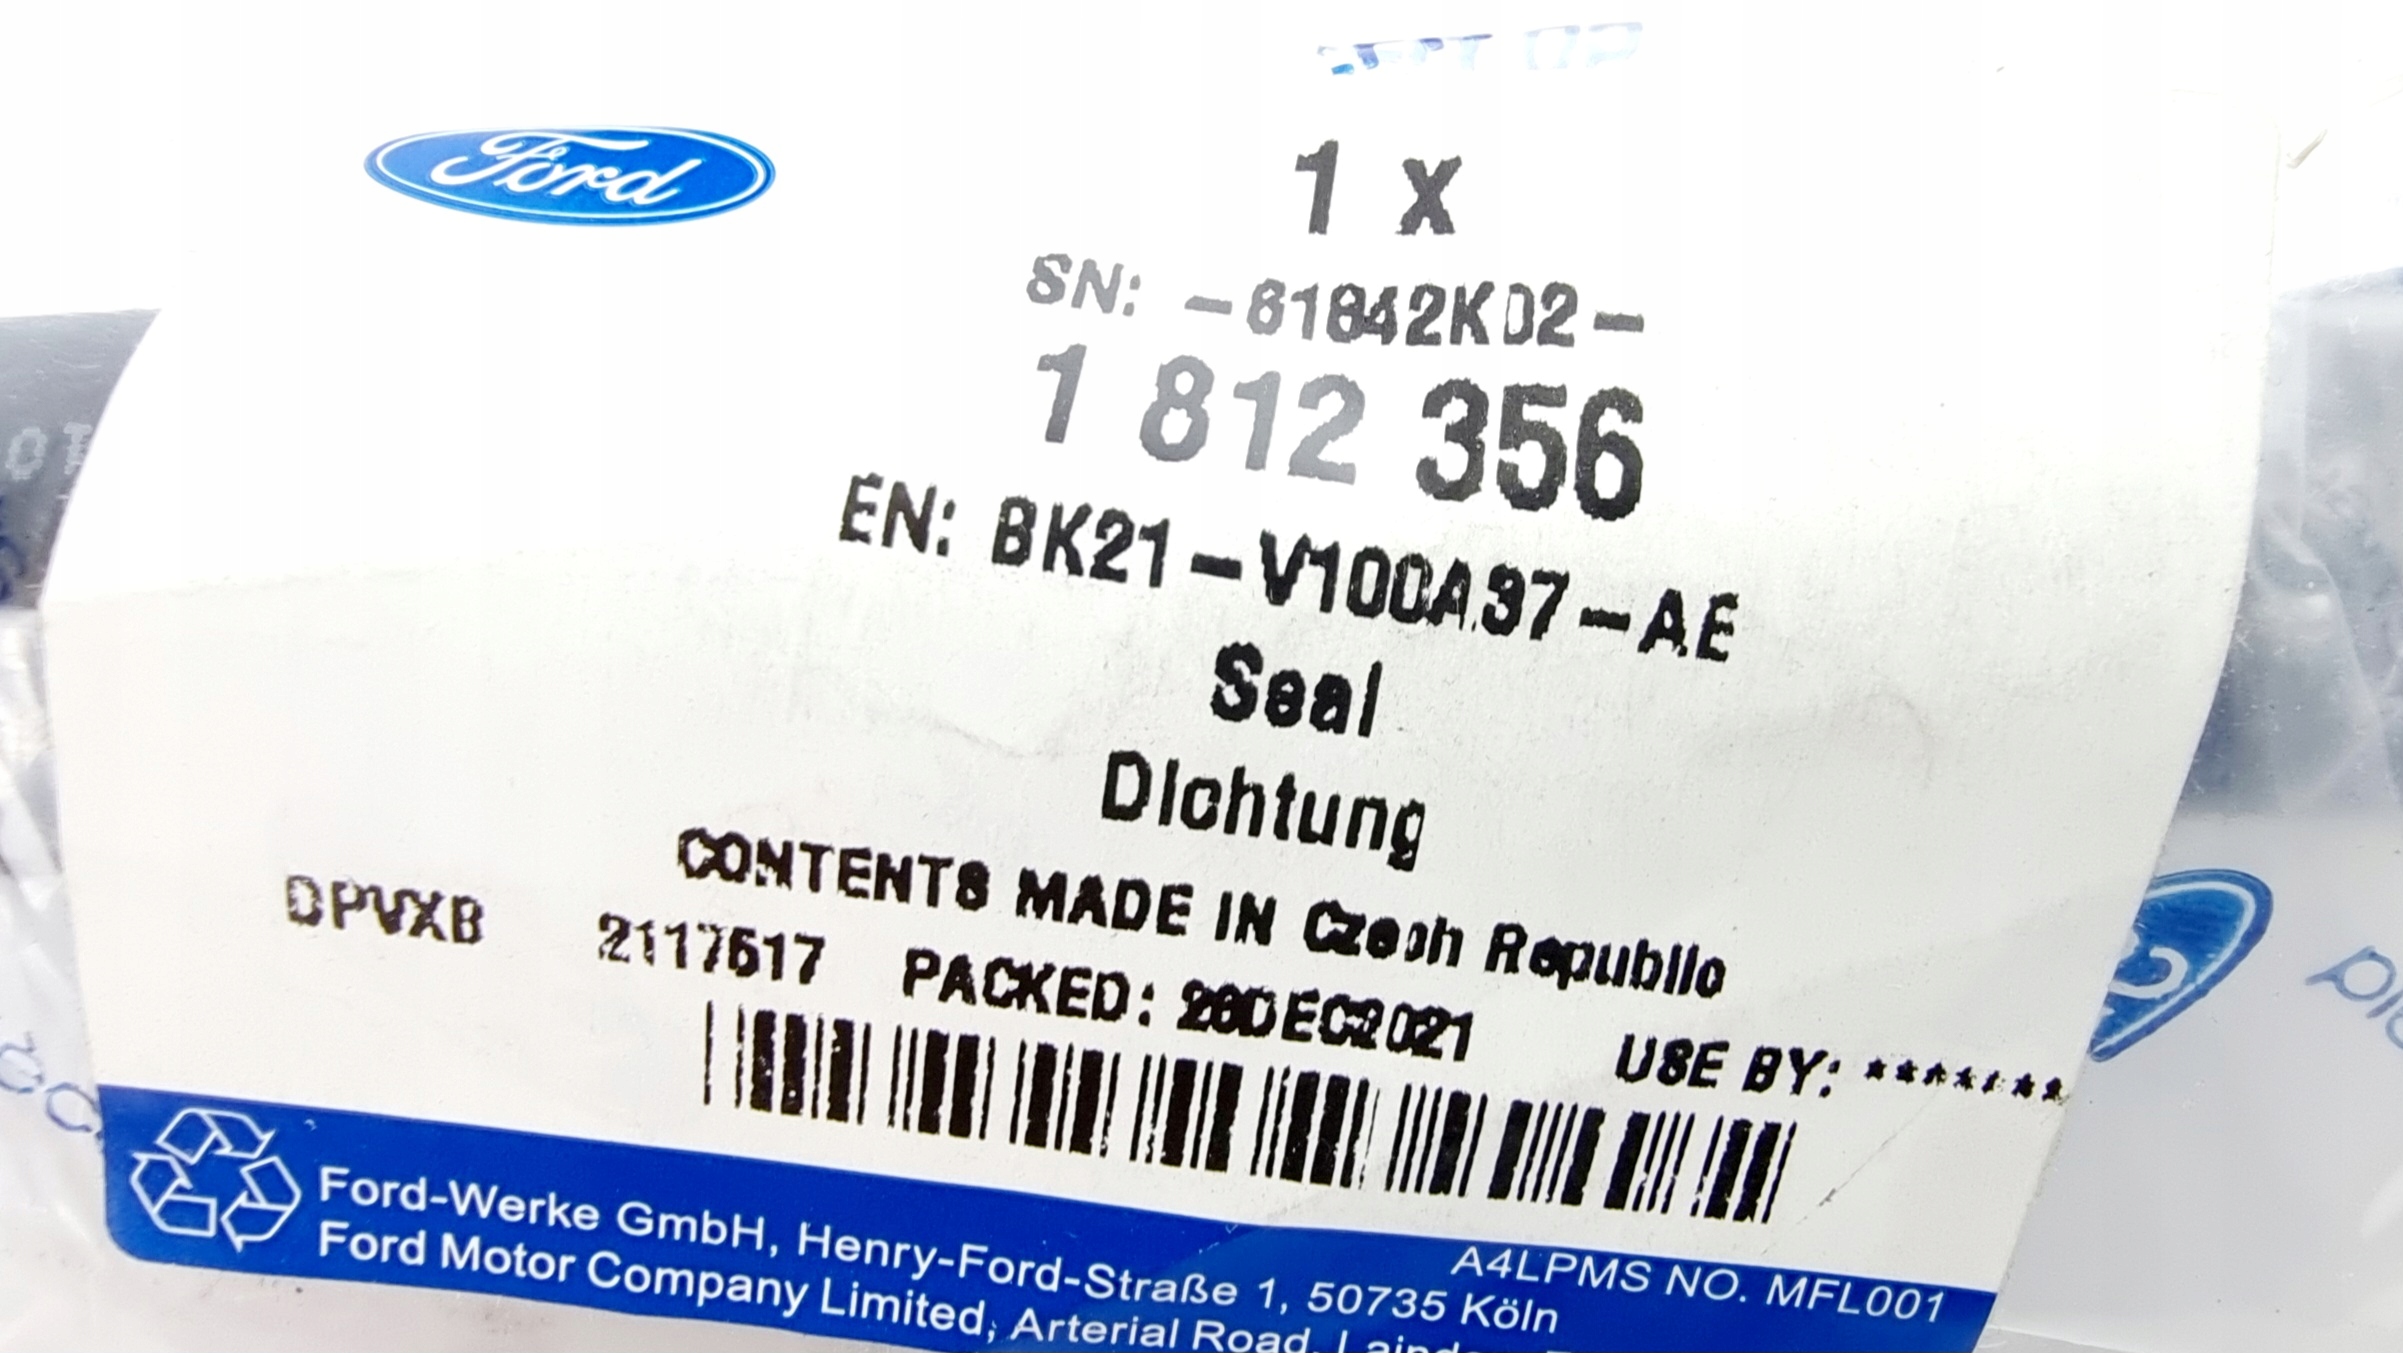 Ford
1 x
SN: -61842K02-
1 812 356
EN: BK21-V100A37-AE
Seal
Dichtung
CONTENTS MADE IN Czech Republic
DPVXB 2117617 PACKED: 20DEC2021 USE BY: *******
A4LPMS NO. MFL001
Ford-Werke GmbH, Henry-Ford-Straße 1, 50735 Köln
Ford Motor Company Limited, Arterial Road,